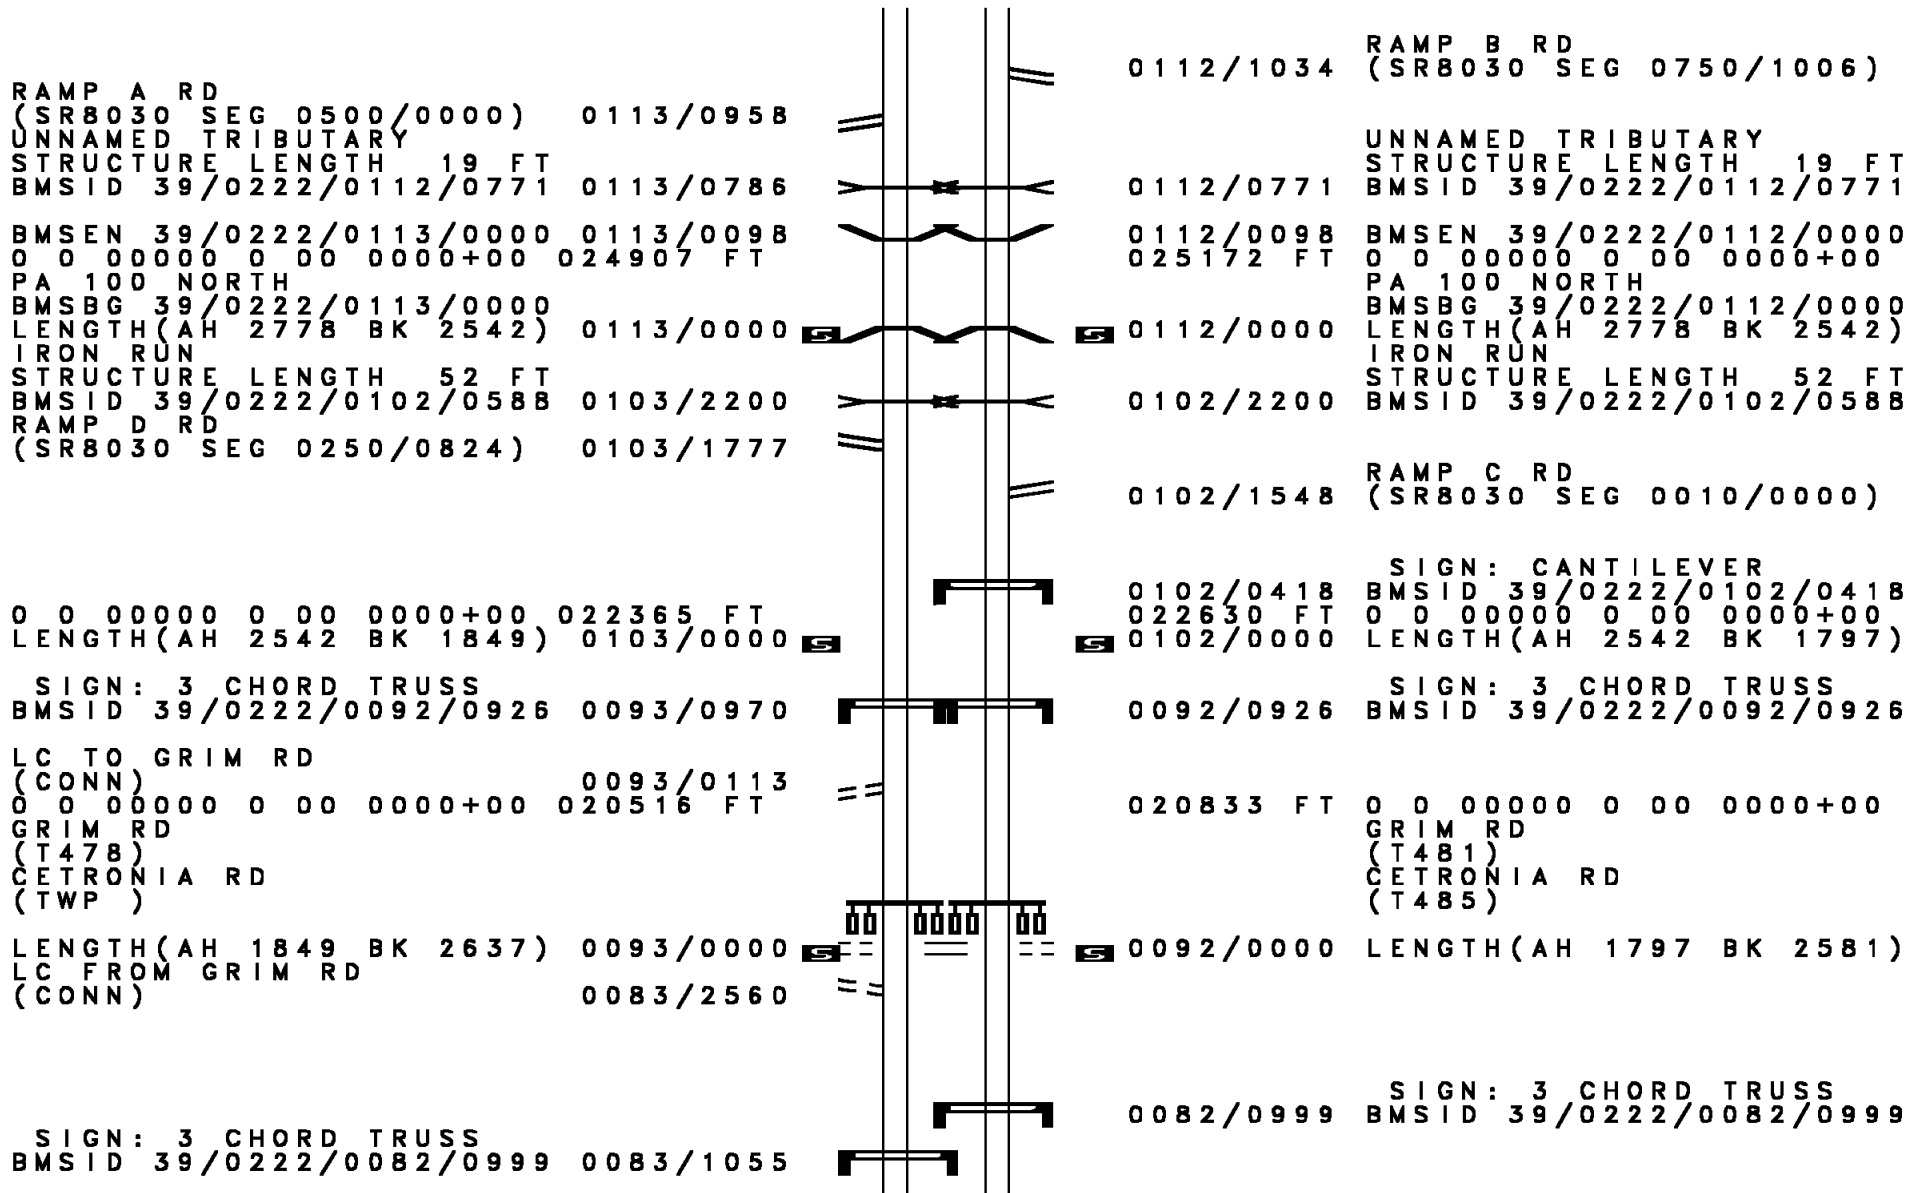 RAMP B RD
0112/1034 (SR8030 SEG 0750/1006)
RAMP A RD
(SR8030 SEG 0500/0000) 0113/0958
UNNAMED TRIBUTARY UNNAMED TRIBUTARY
STRUCTURE LENGTH 19 FT STRUCTURE LENGTH 19 FT
BMSID 39/0222/0112/0771 0113/0786 0112/0771 BMSID 39/0222/0112/0771
BMSEN 39/0222/0113/0000 0113/0098 0112/0098 BMSEN 39/0222/0112/0000
0 0 00000 0 00 0000+00 024907 FT 025172 FT 0 0 00000 0 00 0000+00
PA 100 NORTH PA 100 NORTH
BMSBG 39/0222/0113/0000 BMSBG 39/0222/0112/0000
LENGTH(AH 2778 BK 2542) 0113/0000 S S 0112/0000 LENGTH(AH 2778 BK 2542)
IRON RUN IRON RUN
STRUCTURE LENGTH 52 FT STRUCTURE LENGTH 52 FT
BMSID 39/0222/0102/0588 0103/2200 0102/2200 BMSID 39/0222/0102/0588
RAMP D RD
(SR8030 SEG 0250/0824) 0103/1777
RAMP C RD
0102/1548 (SR8030 SEG 0010/0000)
SIGN: CANTILEVER
0102/0418 BMSID 39/0222/0102/0418
0 0 00000 0 00 0000+00 022365 FT 022630 FT 0 0 00000 0 00 0000+00
LENGTH(AH 2542 BK 1849) 0103/0000 S S 0102/0000 LENGTH(AH 2542 BK 1797)
SIGN: 3 CHORD TRUSS SIGN: 3 CHORD TRUSS
BMSID 39/0222/0092/0926 0093/0970 0092/0926 BMSID 39/0222/0092/0926
LC TO GRIM RD
(CONN) 0093/0113
0 0 00000 0 00 0000+00 020516 FT 020833 FT 0 0 00000 0 00 0000+00
GRIM RD GRIM RD
(T478) (T481)
CETRONIA RD CETRONIA RD
(TWP ) (T485)
LENGTH(AH 1849 BK 2637) 0093/0000 S S 0092/0000 LENGTH(AH 1797 BK 2581)
LC FROM GRIM RD
(CONN) 0083/2560
SIGN: 3 CHORD TRUSS
0082/0999 BMSID 39/0222/0082/0999
SIGN: 3 CHORD TRUSS
BMSID 39/0222/0082/0999 0083/1055